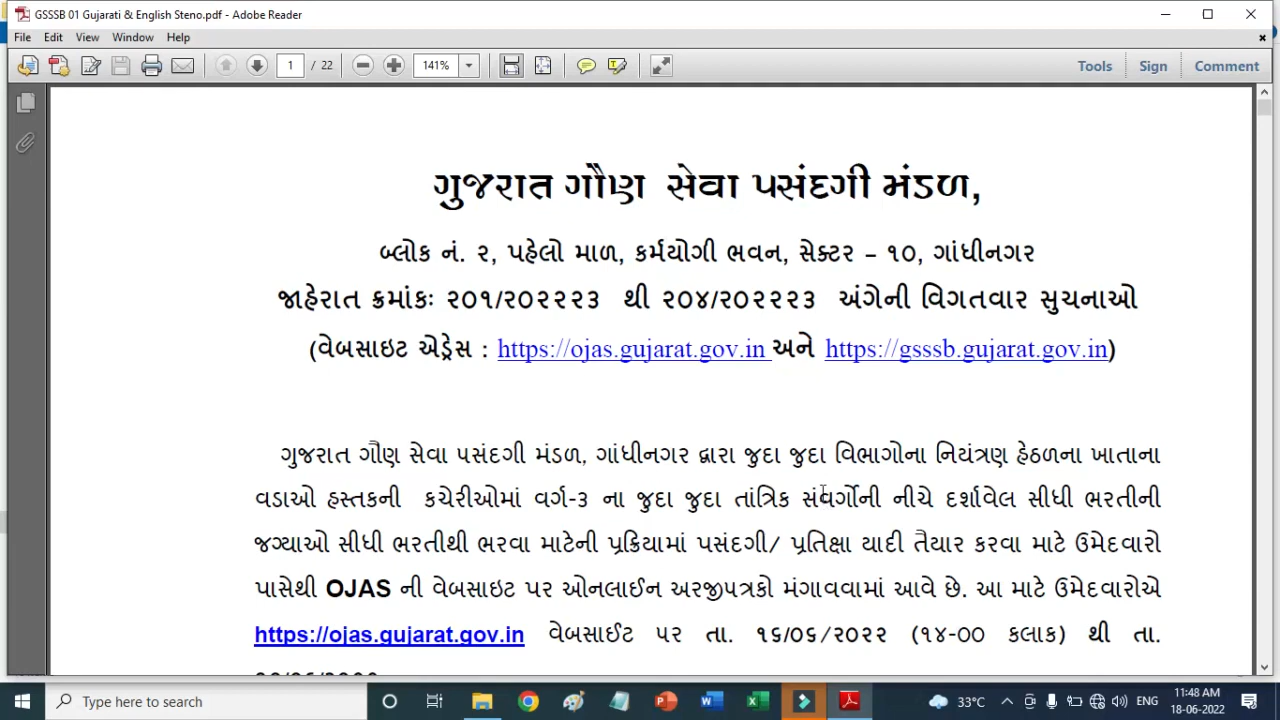 GSSSB 01 Gujarati & English Steno.pdf - Adobe Reader
File Edit View Window Help
1 / 22 141% Tools Sign Comment
ગુજરાત ગૌણ સેવા પસંદગી મંડળ,
બ્લોક નં. ૨, પહેલો માળ, કર્મયોગી ભવન, સેક્ટર – ૧૦, ગાંધીનગર
જાહેરાત ક્રમાંકઃ ૨૦૧/૨૦૨૨૨૩ થી ૨૦૪/૨૦૨૨૨૩ અંગેની વિગતવાર સુચનાઓ
(વેબસાઇટ એડ્રેસ : https://ojas.gujarat.gov.in અને https://gsssb.gujarat.gov.in)
ગુજરાત ગૌણ સેવા પસંદગી મંડળ, ગાંધીનગર દ્વારા જુદા જુદા વિભાગોના નિયંત્રણ હેઠળના ખાતાના
વડાઓ હસ્તકની કચેરીઓમાં વર્ગ-૩ ના જુદા જુદા તાંત્રિક સંવર્ગોની નીચે દર્શાવેલ સીધી ભરતીની
જગ્યાઓ સીધી ભરતીથી ભરવા માટેની પ્રક્રિયામાં પસંદગી/ પ્રતિક્ષા યાદી તૈયાર કરવા માટે ઉમેદવારો
પાસેથી OJAS ની વેબસાઇટ પર ઓનલાઈન અરજીપત્રકો મંગાવવામાં આવે છે. આ માટે ઉમેદવારોએ
https://ojas.gujarat.gov.in વેબસાઈટ પર તા. ૧૬/૦૬/૨૦૨૨ (૧૪-૦૦ કલાક) થી તા.
Type here to search 33°C ENG 11:48 AM
18-06-2022